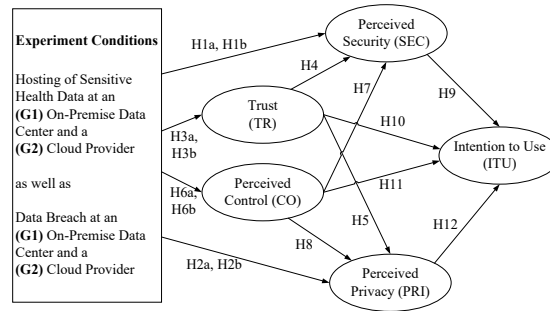 Experiment Conditions
Hosting of Sensitive
Health Data at an
(G1) On-Premise Data
Center and a
(G2) Cloud Provider
as well as
Data Breach at an
(G1) On-Premise Data
Center and a
(G2) Cloud Provider
H1a, H1b
H3a,
H3b
H6a,
H6b
H2a, H2b
Perceived
Security (SEC)
H4
H7
H9
Trust
(TR)
H10
Intention to Use
(ITU)
Perceived
Control (CO)
H11
H5
H12
H8
Perceived
Privacy (PRI)